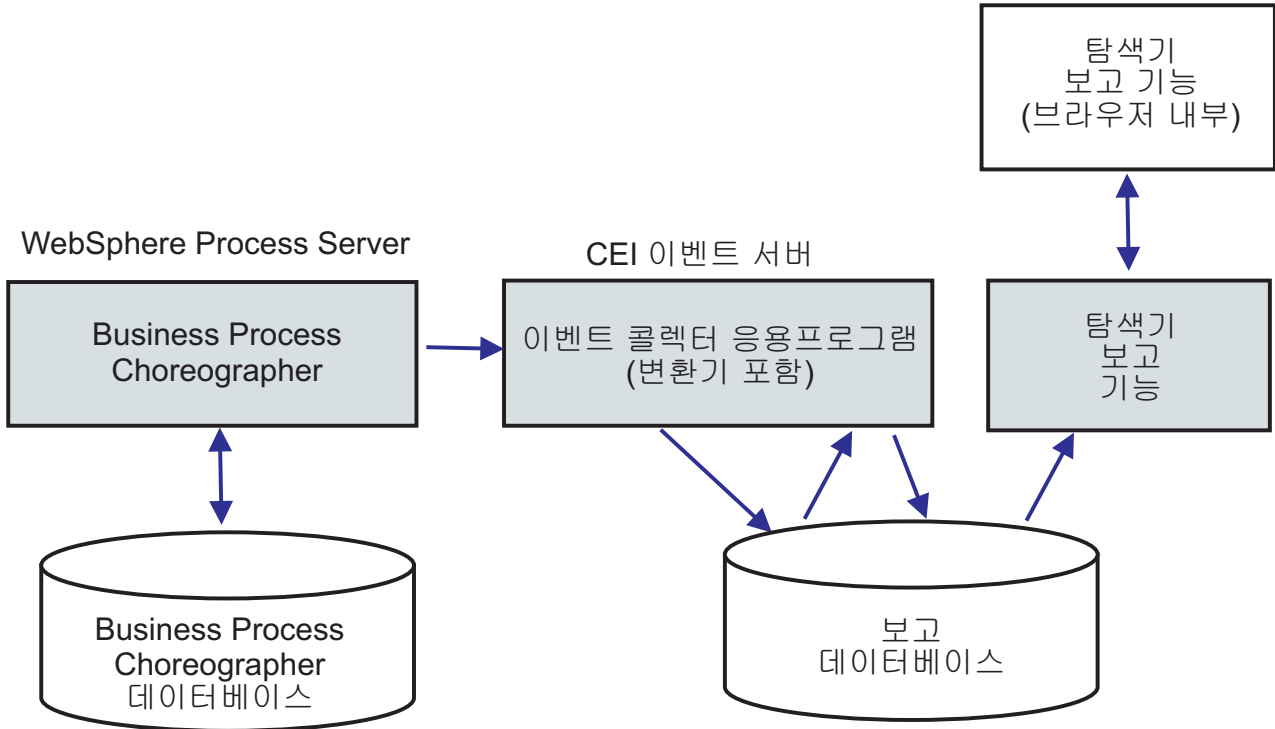 탐색기
보고 기능
(브라우저 내부)
WebSphere Process Server
CEI 이벤트 서버
Business Process
Choreographer
이벤트 콜렉터 응용프로그램
(변환기 포함)
탐색기
보고
기능
Business Process
Choreographer
데이터베이스
보고
데이터베이스